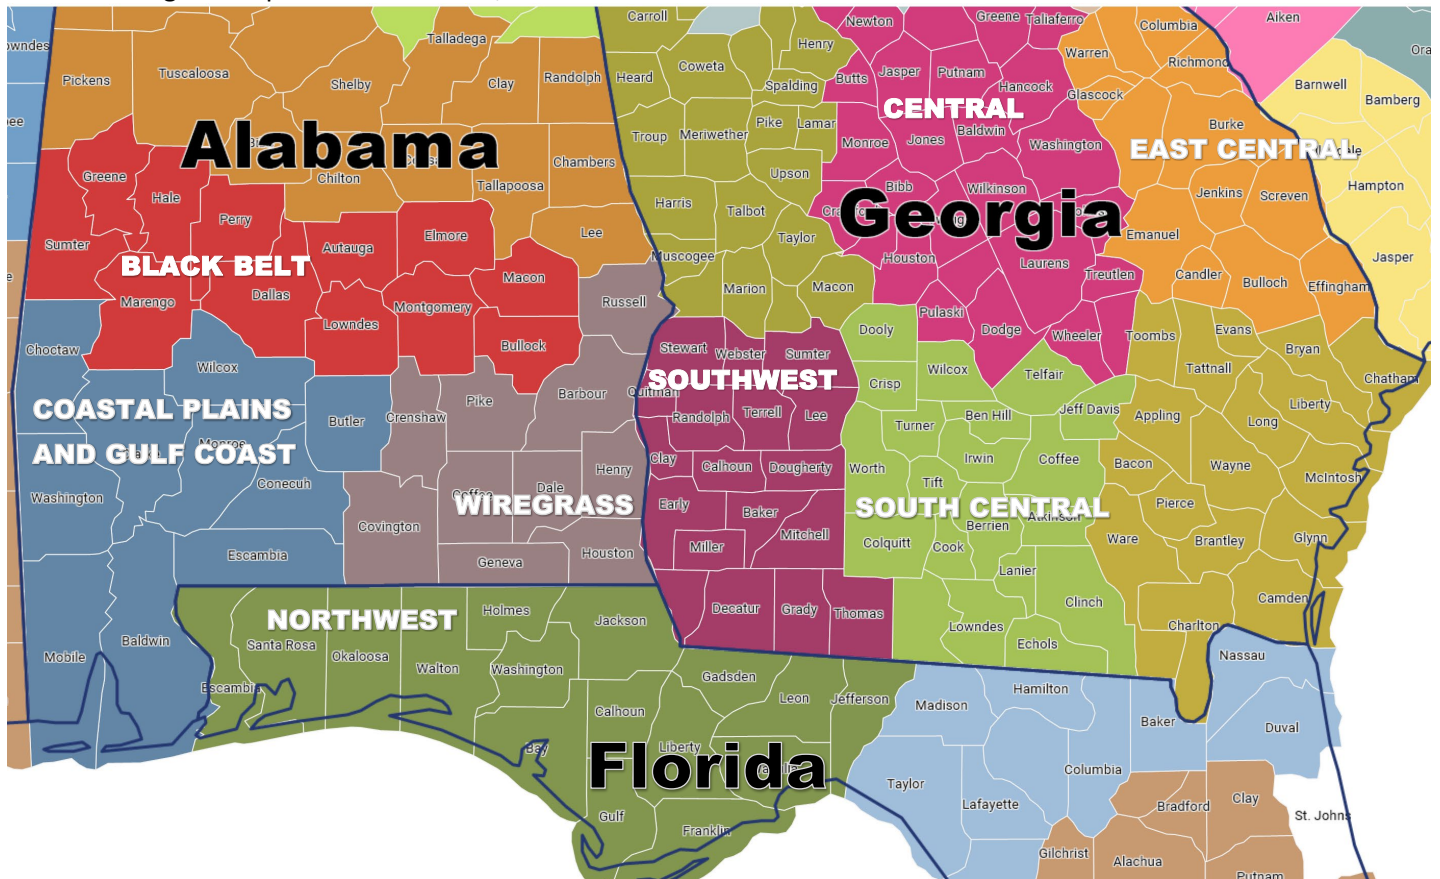 Carroll
Newton
Greene
Taliaferro
Columbia
Aiken
Talladega
Henry
Warren
Pickens
Tuscaloosa
Shelby
Clay
Randolph
Heard
Coweta
Spalding
Butts
Jasper
Putnam
Hancock
Richmond
Barnwell
Bamberg
Glascock
CENTRAL
Troup
Meriwether
Pike
Lamar
Monroe
Jones
Baldwin
Washington
Burke
EAST CENTRAL
Alabama
Chambers
Greene
Chilton
Tallapoosa
Upson
Bibb
Wilkinson
Jenkins
Screven
Hampton
Hale
Perry
Harris
Talbot
Georgia
Sumter
Autauga
Elmore
Lee
Taylor
Emanuel
BLACK BELT
Muscogee
Houston
Laurens
Jasper
Marengo
Dallas
Macon
Montgomery
Russell
Marion
Macon
Treutlen
Candler
Bulloch
Effingham
Lowndes
Pulaski
Dodge
Wheeler
Toombs
Evans
Choctaw
Bullock
Stewart
Webster
Sumter
Dooly
Bryan
Wilcox
SOUTHWEST
Crisp
Wilcox
Telfair
Tattnall
Chatham
COASTAL PLAINS
AND GULF COAST
Butler
Crenshaw
Pike
Barbour
Quitman
Randolph
Terrell
Lee
Turner
Ben Hill
Jeff Davis
Appling
Long
Liberty
Monroe
Conecuh
Washington
Henry
Clay
Calhoun
Dougherty
Worth
Irwin
Coffee
Bacon
Wayne
McIntosh
Coffee
Dale
WIREGRASS
Tift
SOUTH CENTRAL
Covington
Early
Baker
Berrien
Atkinson
Pierce
Escambia
Geneva
Houston
Miller
Mitchell
Colquitt
Cook
Ware
Brantley
Glynn
Lanier
NORTHWEST
Holmes
Jackson
Decatur
Grady
Thomas
Lowndes
Echols
Clinch
Charlton
Camden
Mobile
Baldwin
Santa Rosa
Okaloosa
Walton
Washington
Nassau
Escambia
Gadsden
Leon
Jefferson
Madison
Hamilton
Baker
Duval
Calhoun
Bay
Liberty
Florida
Taylor
Columbia
Lafayette
Bradford
Clay
St. Johns
Gulf
Franklin
Gilchrist
Alachua
Putnam